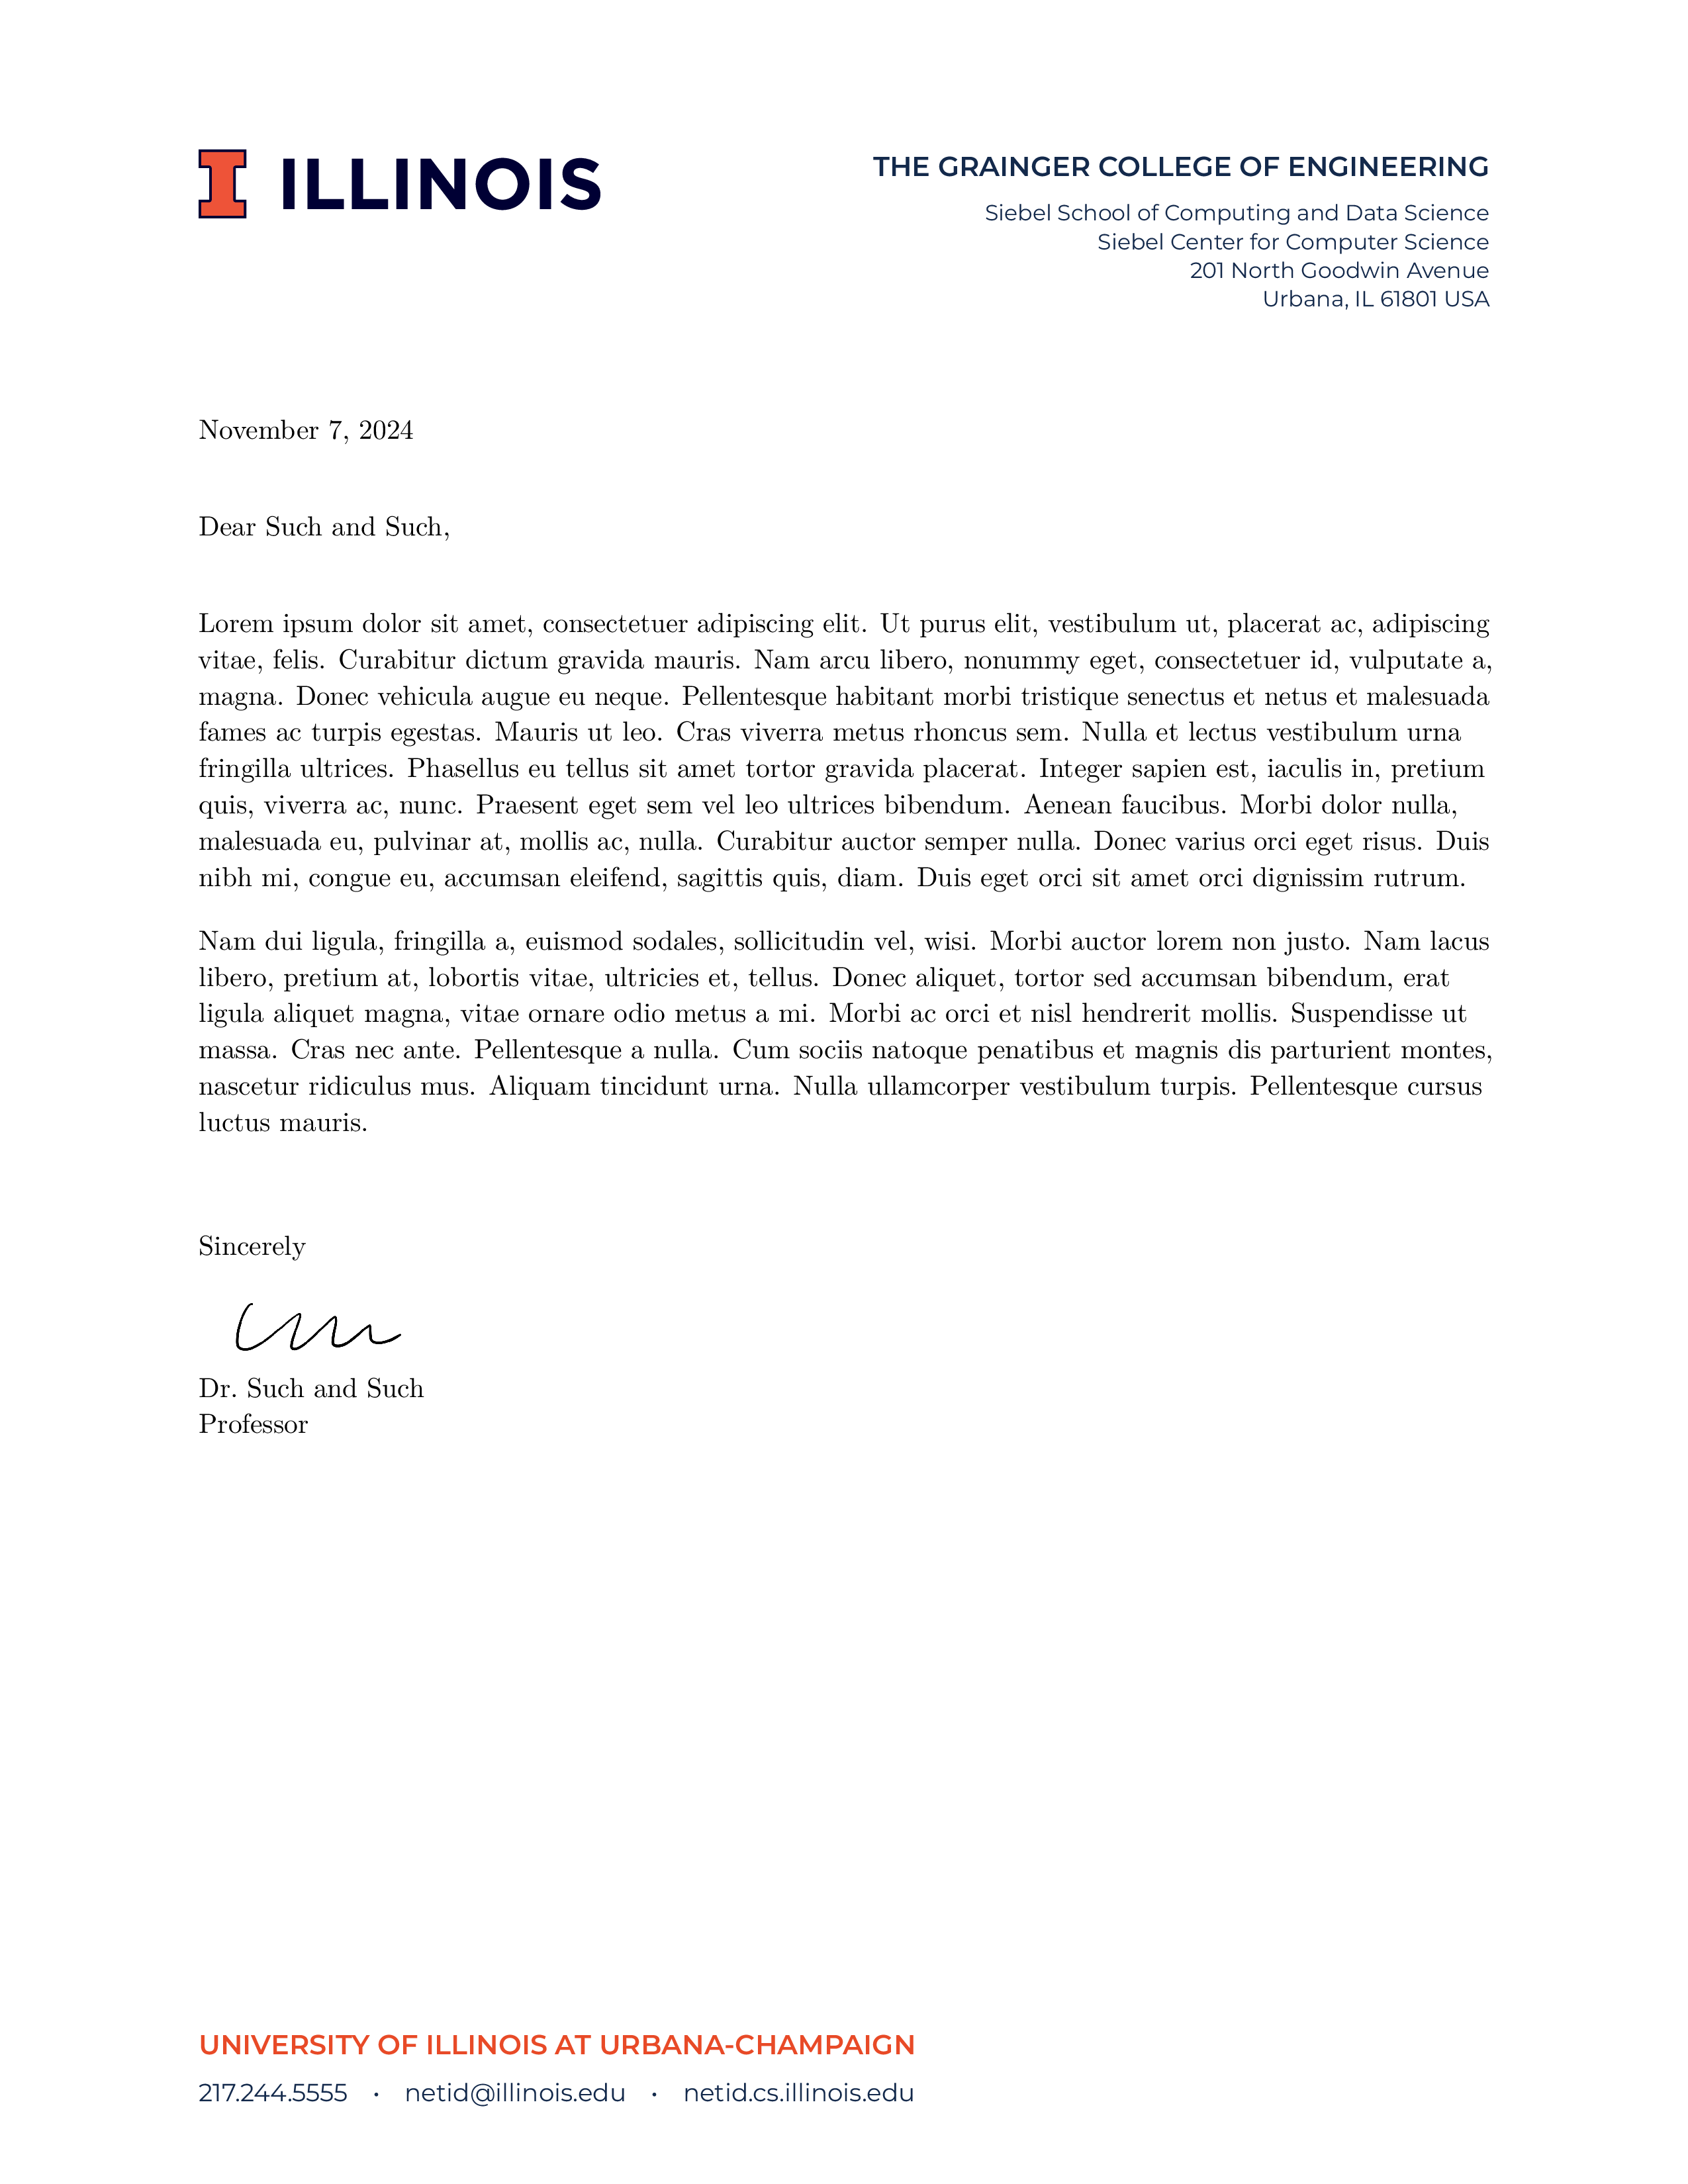 I ILLINOIS
THE GRAINGER COLLEGE OF ENGINEERING
Siebel School of Computing and Data Science
Siebel Center for Computer Science
201 North Goodwin Avenue
Urbana, IL 61801 USA
November 7, 2024
Dear Such and Such,
Lorem ipsum dolor sit amet, consectetuer adipiscing elit. Ut purus elit, vestibulum ut, placerat ac, adipiscing
vitae, felis. Curabitur dictum gravida mauris. Nam arcu libero, nonummy eget, consectetuer id, vulputate a,
magna. Donec vehicula augue eu neque. Pellentesque habitant morbi tristique senectus et netus et malesuada
fames ac turpis egestas. Mauris ut leo. Cras viverra metus rhoncus sem. Nulla et lectus vestibulum urna
fringilla ultrices. Phasellus eu tellus sit amet tortor gravida placerat. Integer sapien est, iaculis in, pretium
quis, viverra ac, nunc. Praesent eget sem vel leo ultrices bibendum. Aenean faucibus. Morbi dolor nulla,
malesuada eu, pulvinar at, mollis ac, nulla. Curabitur auctor semper nulla. Donec varius orci eget risus. Duis
nibh mi, congue eu, accumsan eleifend, sagittis quis, diam. Duis eget orci sit amet orci dignissim rutrum.
Nam dui ligula, fringilla a, euismod sodales, sollicitudin vel, wisi. Morbi auctor lorem non justo. Nam lacus
libero, pretium at, lobortis vitae, ultricies et, tellus. Donec aliquet, tortor sed accumsan bibendum, erat
ligula aliquet magna, vitae ornare odio metus a mi. Morbi ac orci et nisl hendrerit mollis. Suspendisse ut
massa. Cras nec ante. Pellentesque a nulla. Cum sociis natoque penatibus et magnis dis parturient montes,
nascetur ridiculus mus. Aliquam tincidunt urna. Nulla ullamcorper vestibulum turpis. Pellentesque cursus
luctus mauris.
Sincerely
Dr. Such and Such
Professor
UNIVERSITY OF ILLINOIS AT URBANA-CHAMPAIGN
217.244.5555 • netid@illinois.edu • netid.cs.illinois.edu